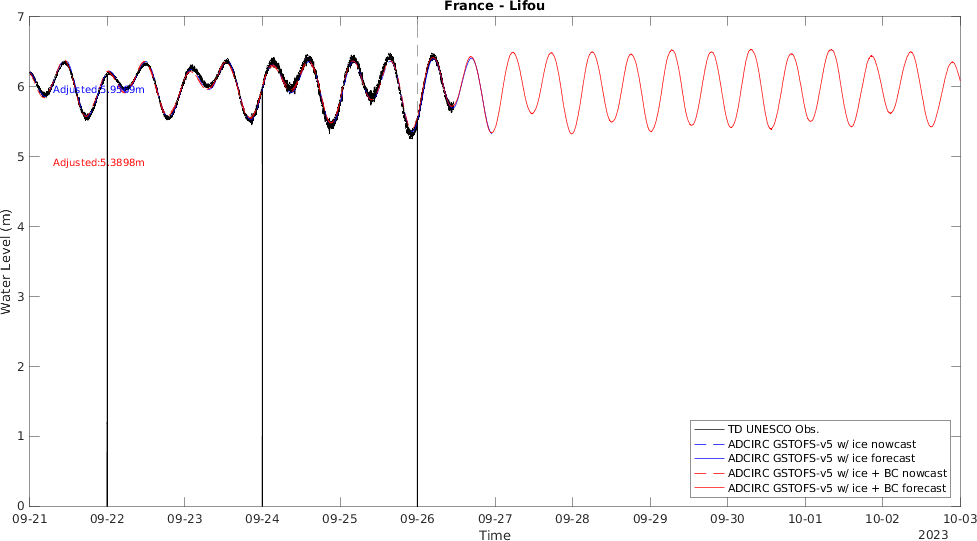 France - Lifou
7
6
5
4
3
2
1
0
Water Level (m)
Adjusted:5.9589m
Adjusted:5.3898m
TD UNESCO Obs.
ADCIRC GSTOFS-v5 w/ ice nowcast
ADCIRC GSTOFS-v5 w/ ice forecast
ADCIRC GSTOFS-v5 w/ ice + BC nowcast
ADCIRC GSTOFS-v5 w/ ice + BC forecast
09-21 09-22 09-24 09-25 09-26 09-27 09-28 09-29 09-30 10-01 10-02 10-03
Time
2023